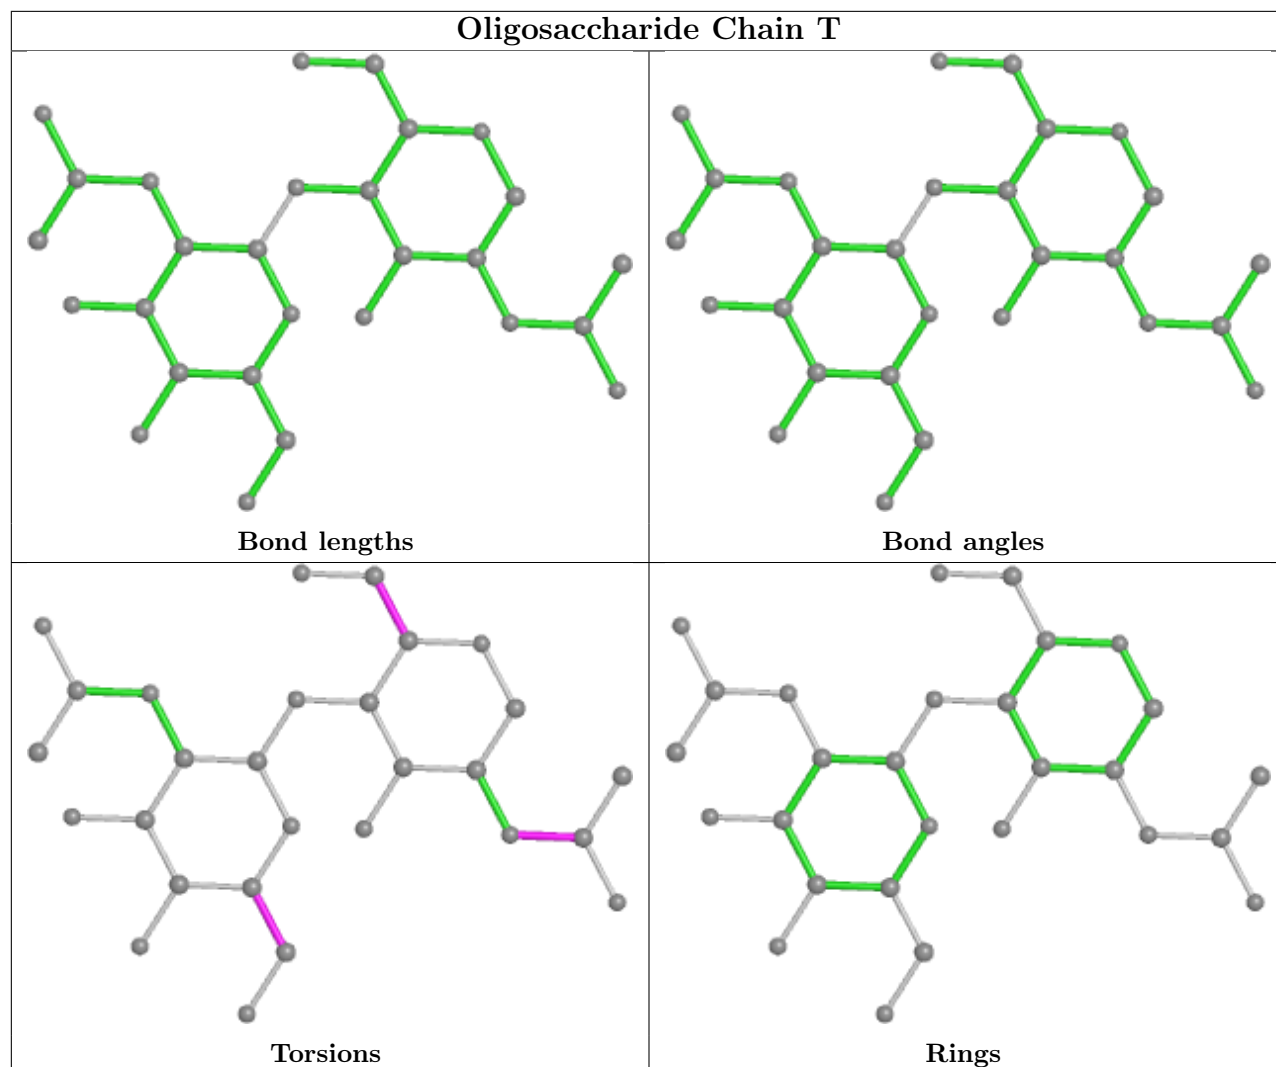 Oligosaccharide Chain T
Bond lengths
Bond angles
Torsions
Rings